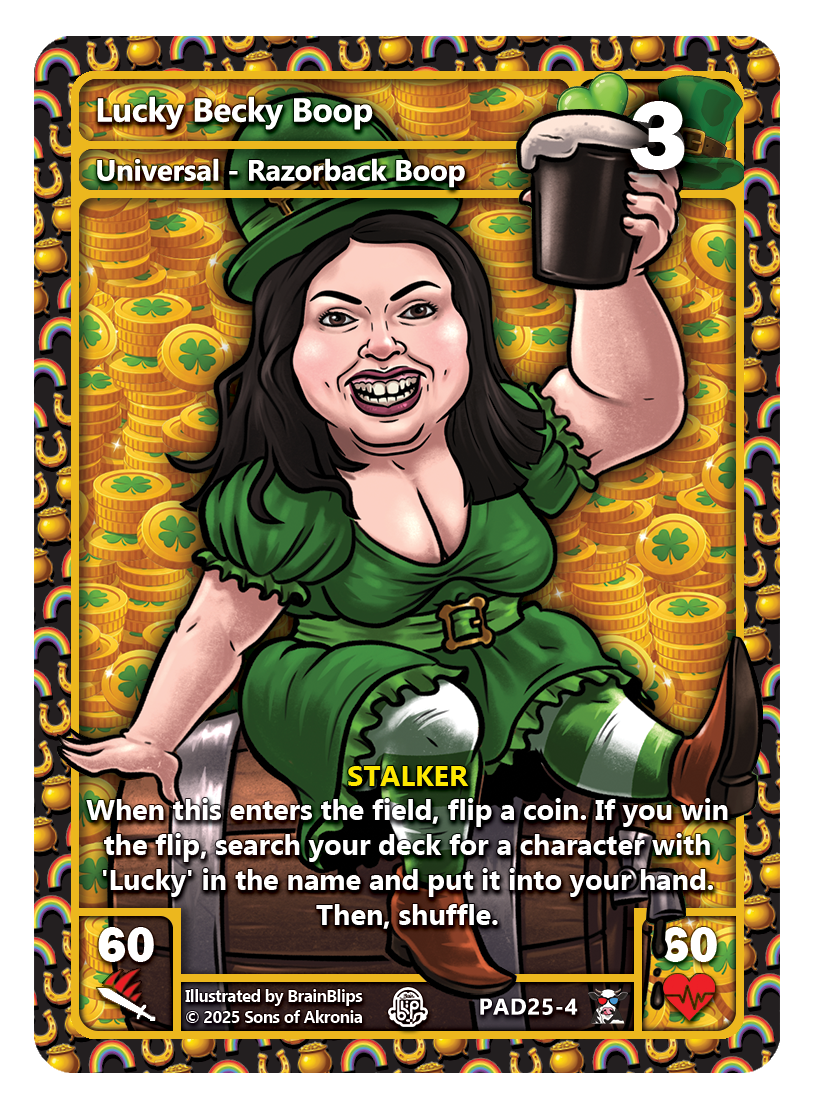 Lucky Becky Boop
3
Universal - Razorback Boop
STALKER
When this enters the field, flip a coin. If you win
the flip, search your deck for a character with
'Lucky' in the name and put it into your hand.
Then, shuffle.
60
60
Illustrated by BrainBlips
© 2025 Sons of Akronia
blip
PAD25-4